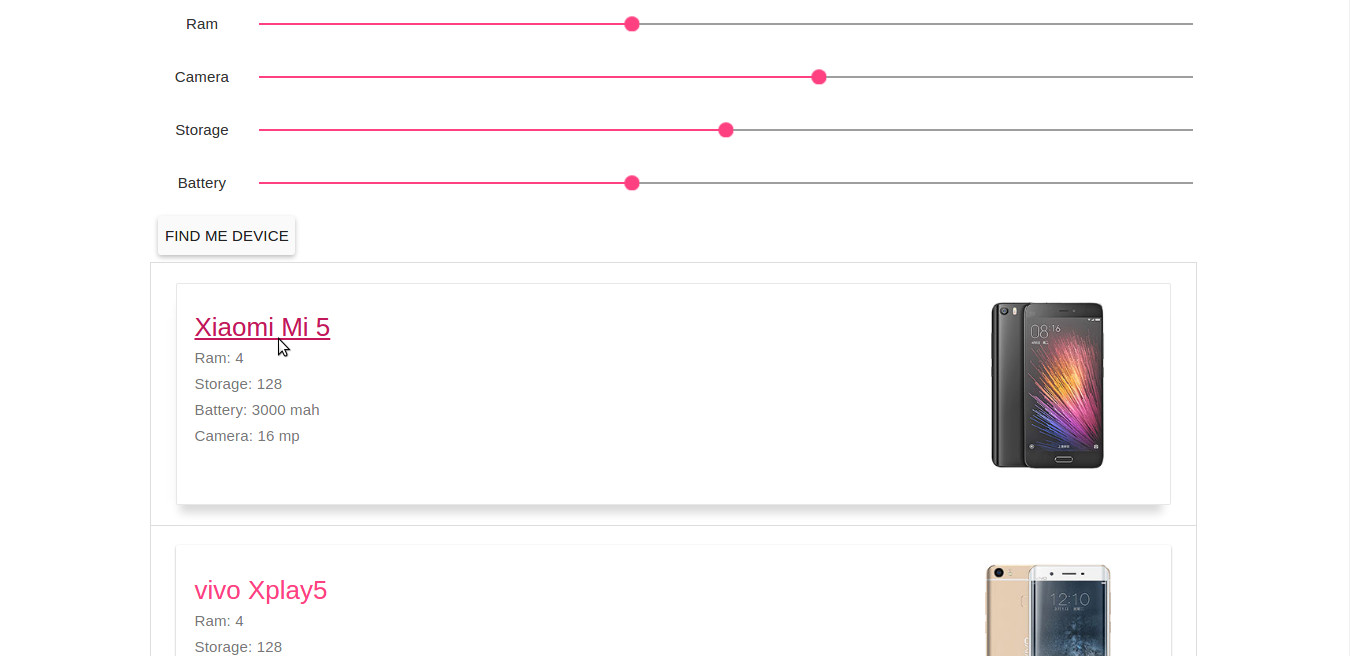 Ram
Camera
Storage
Battery
FIND ME DEVICE
Xiaomi Mi 5
Ram: 4
Storage: 128
Battery: 3000 mah
Camera: 16 mp
08 16
vivo Xplay5
Ram: 4
Storage: 128
12:10